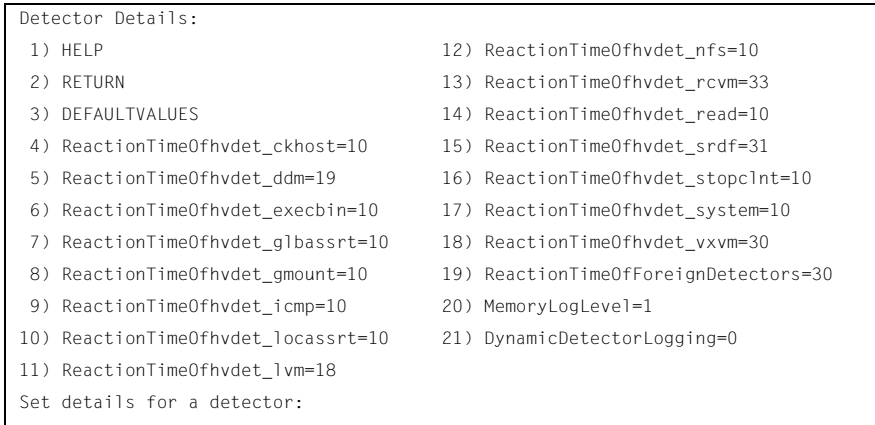 Detector Details:
1) HELP 12) ReactionTimeOfhvdet_nfs=10
2) RETURN 13) ReactionTimeOfhvdet_rcvm=33
3) DEFAULTVALUES 14) ReactionTimeOfhvdet_read=10
4) ReactionTimeOfhvdet_ckhost=10 15) ReactionTimeOfhvdet_srdf=31
5) ReactionTimeOfhvdet_ddm=19 16) ReactionTimeOfhvdet_stopclnt=10
6) ReactionTimeOfhvdet_execbin=10 17) ReactionTimeOfhvdet_system=10
7) ReactionTimeOfhvdet_glbassrt=10 18) ReactionTimeOfhvdet_vxvm=30
8) ReactionTimeOfhvdet_gmount=10 19) ReactionTimeOfForeignDetectors=30
9) ReactionTimeOfhvdet_icmp=10 20) MemoryLogLevel=1
10) ReactionTimeOfhvdet_locassrt=10 21) DynamicDetectorLogging=0
11) ReactionTimeOfhvdet_lvm=18
Set details for a detector: